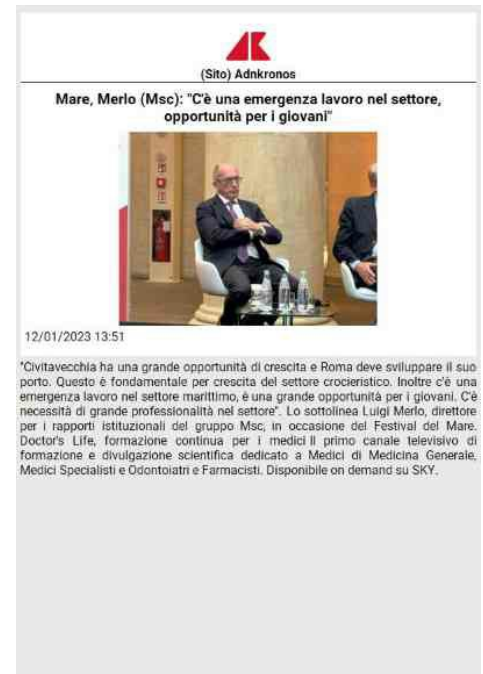 (Sito) Adnkronos
Mare, Merlo (Msc): "C'è una emergenza lavoro nel settore,
opportunità per i giovani"
12/01/2023 13:51
"Civitavecchia ha una grande opportunità di crescita e Roma deve sviluppare il suo
porto. Questo è fondamentale per crescita del settore crocieristico. Inoltre c'è una
emergenza lavoro nel settore marittimo, è una grande opportunità per i giovani. C'è
necessità di grande professionalità nel settore". Lo sottolinea Luigi Merlo, direttore
per i rapporti istituzionali del gruppo Msc, in occasione del Festival del Mare.
Doctor's Life, formazione continua per i medici Il primo canale televisivo di
formazione e divulgazione scientifica dedicato a Medici di Medicina Generale,
Medici Specialisti e Odontoiatri e Farmacisti. Disponibile on demand su SKY.